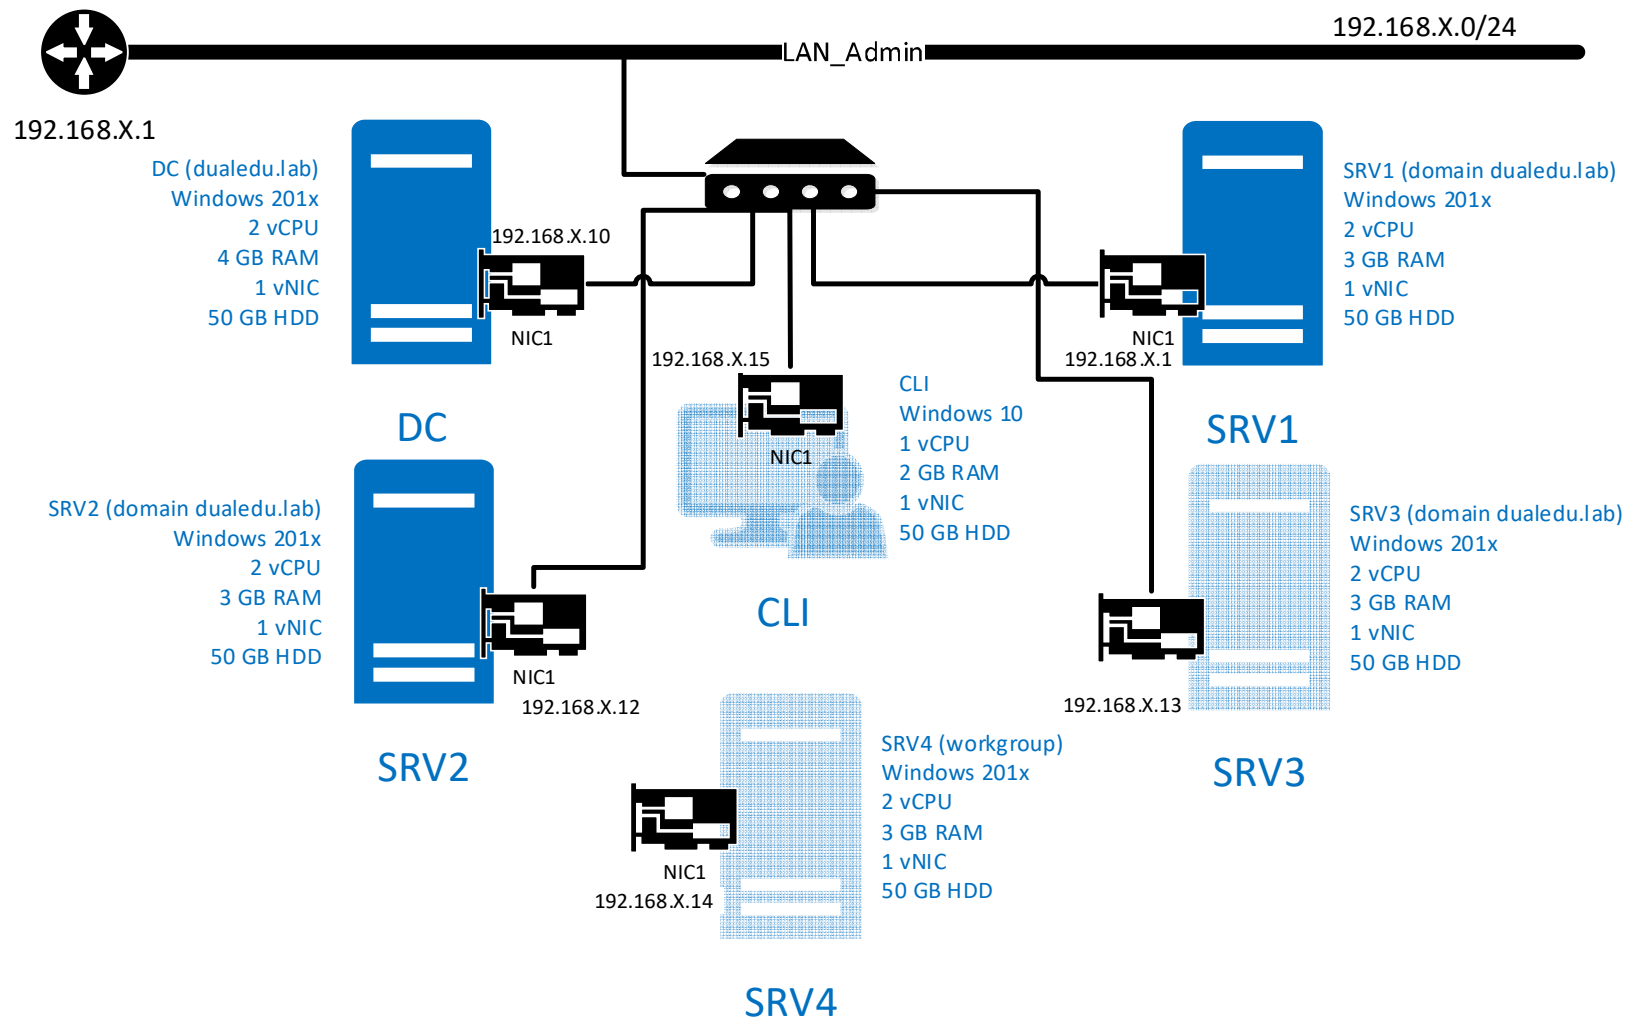 192.168.X.0/24
LAN_Admin
192.168.X.1
DC (dualedu.lab)
Windows 201x
2 vCPU
4 GB RAM
1 vNIC
50 GB HDD
192.168.X.10
NIC1
DC
SRV1 (domain dualedu.lab)
Windows 201x
2 vCPU
3 GB RAM
1 vNIC
50 GB HDD
NIC1
192.168.X.1
SRV1
192.168.X.15
NIC1
CLI
Windows 10
1 vCPU
2 GB RAM
1 vNIC
50 GB HDD
CLI
SRV2 (domain dualedu.lab)
Windows 201x
2 vCPU
3 GB RAM
1 vNIC
50 GB HDD
NIC1
192.168.X.12
SRV2
SRV3 (domain dualedu.lab)
Windows 201x
2 vCPU
3 GB RAM
1 vNIC
50 GB HDD
192.168.X.13
SRV3
SRV4 (workgroup)
Windows 201x
2 vCPU
3 GB RAM
1 vNIC
50 GB HDD
NIC1
192.168.X.14
SRV4